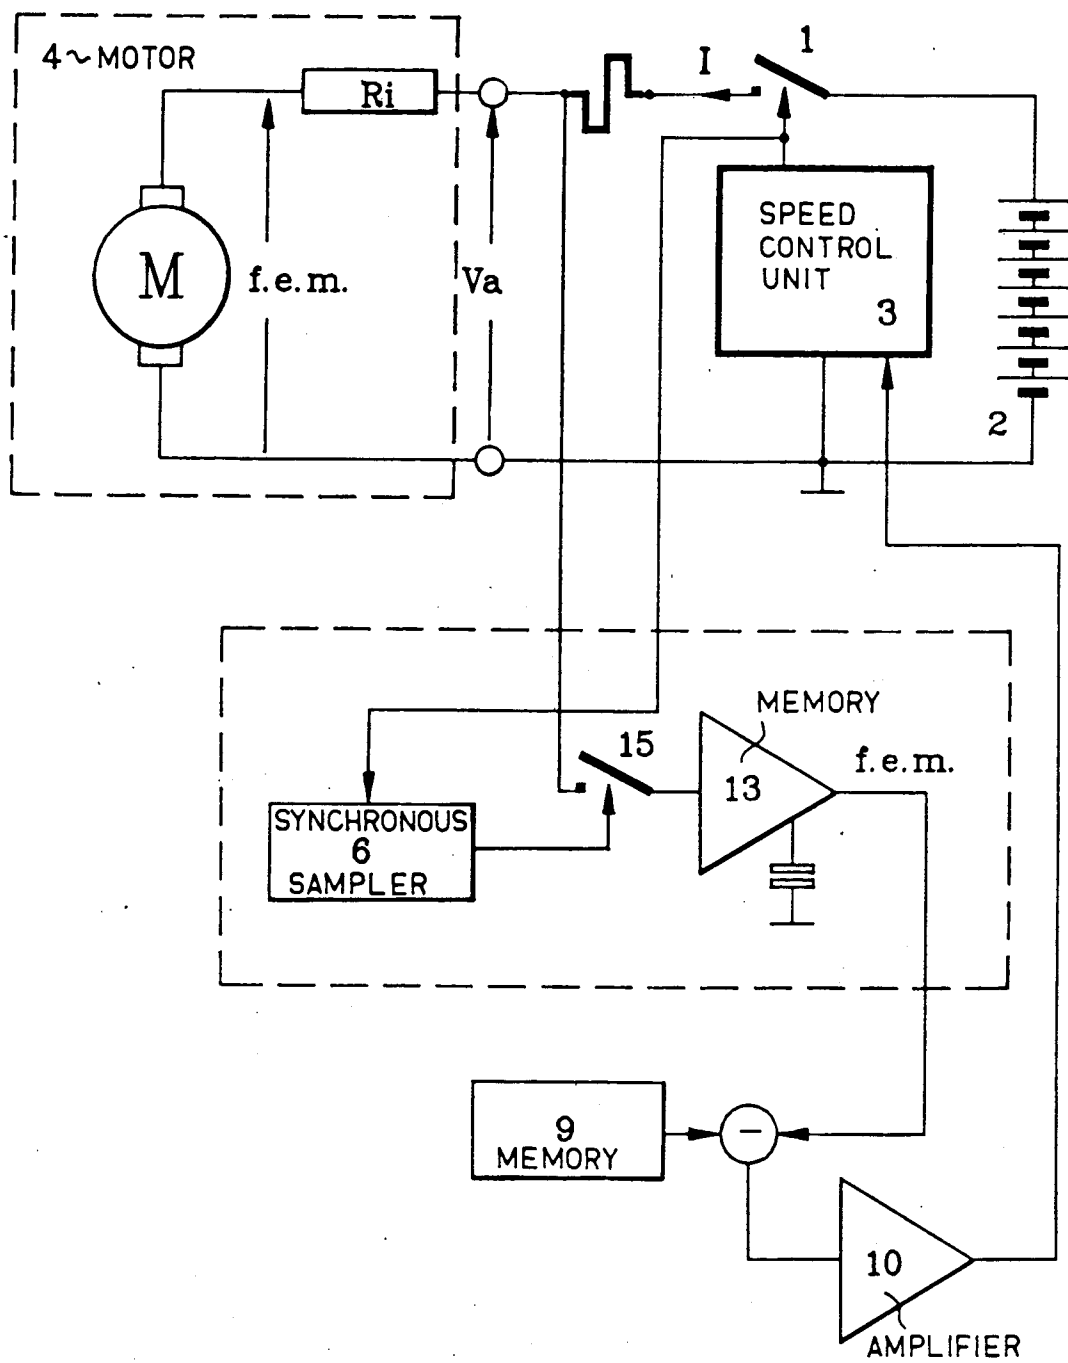 4~MOTOR
Ri
I
1
M
f.e.m.
Va
SPEED
CONTROL
UNIT
3
2
MEMORY
15
13
f.e.m.
SYNCHRONOUS
6
SAMPLER
9
MEMORY
−
10
AMPLIFIER